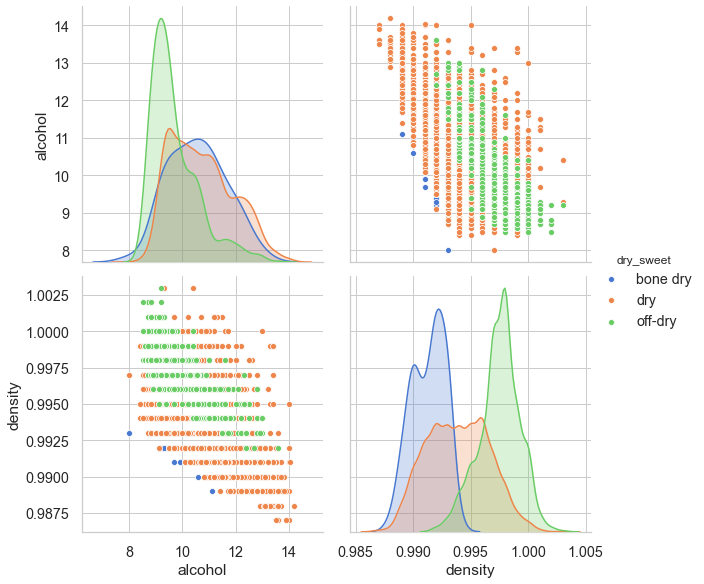 14
13
12
11
10
9
8
alcohol
dry_sweet
bone dry
dry
off-dry
1.0025
1.0000
0.9975
0.9950
0.9925
0.9900
0.9875
density
8 10 12 14
alcohol
0.985 0.990 0.995 1.000 1.005
density